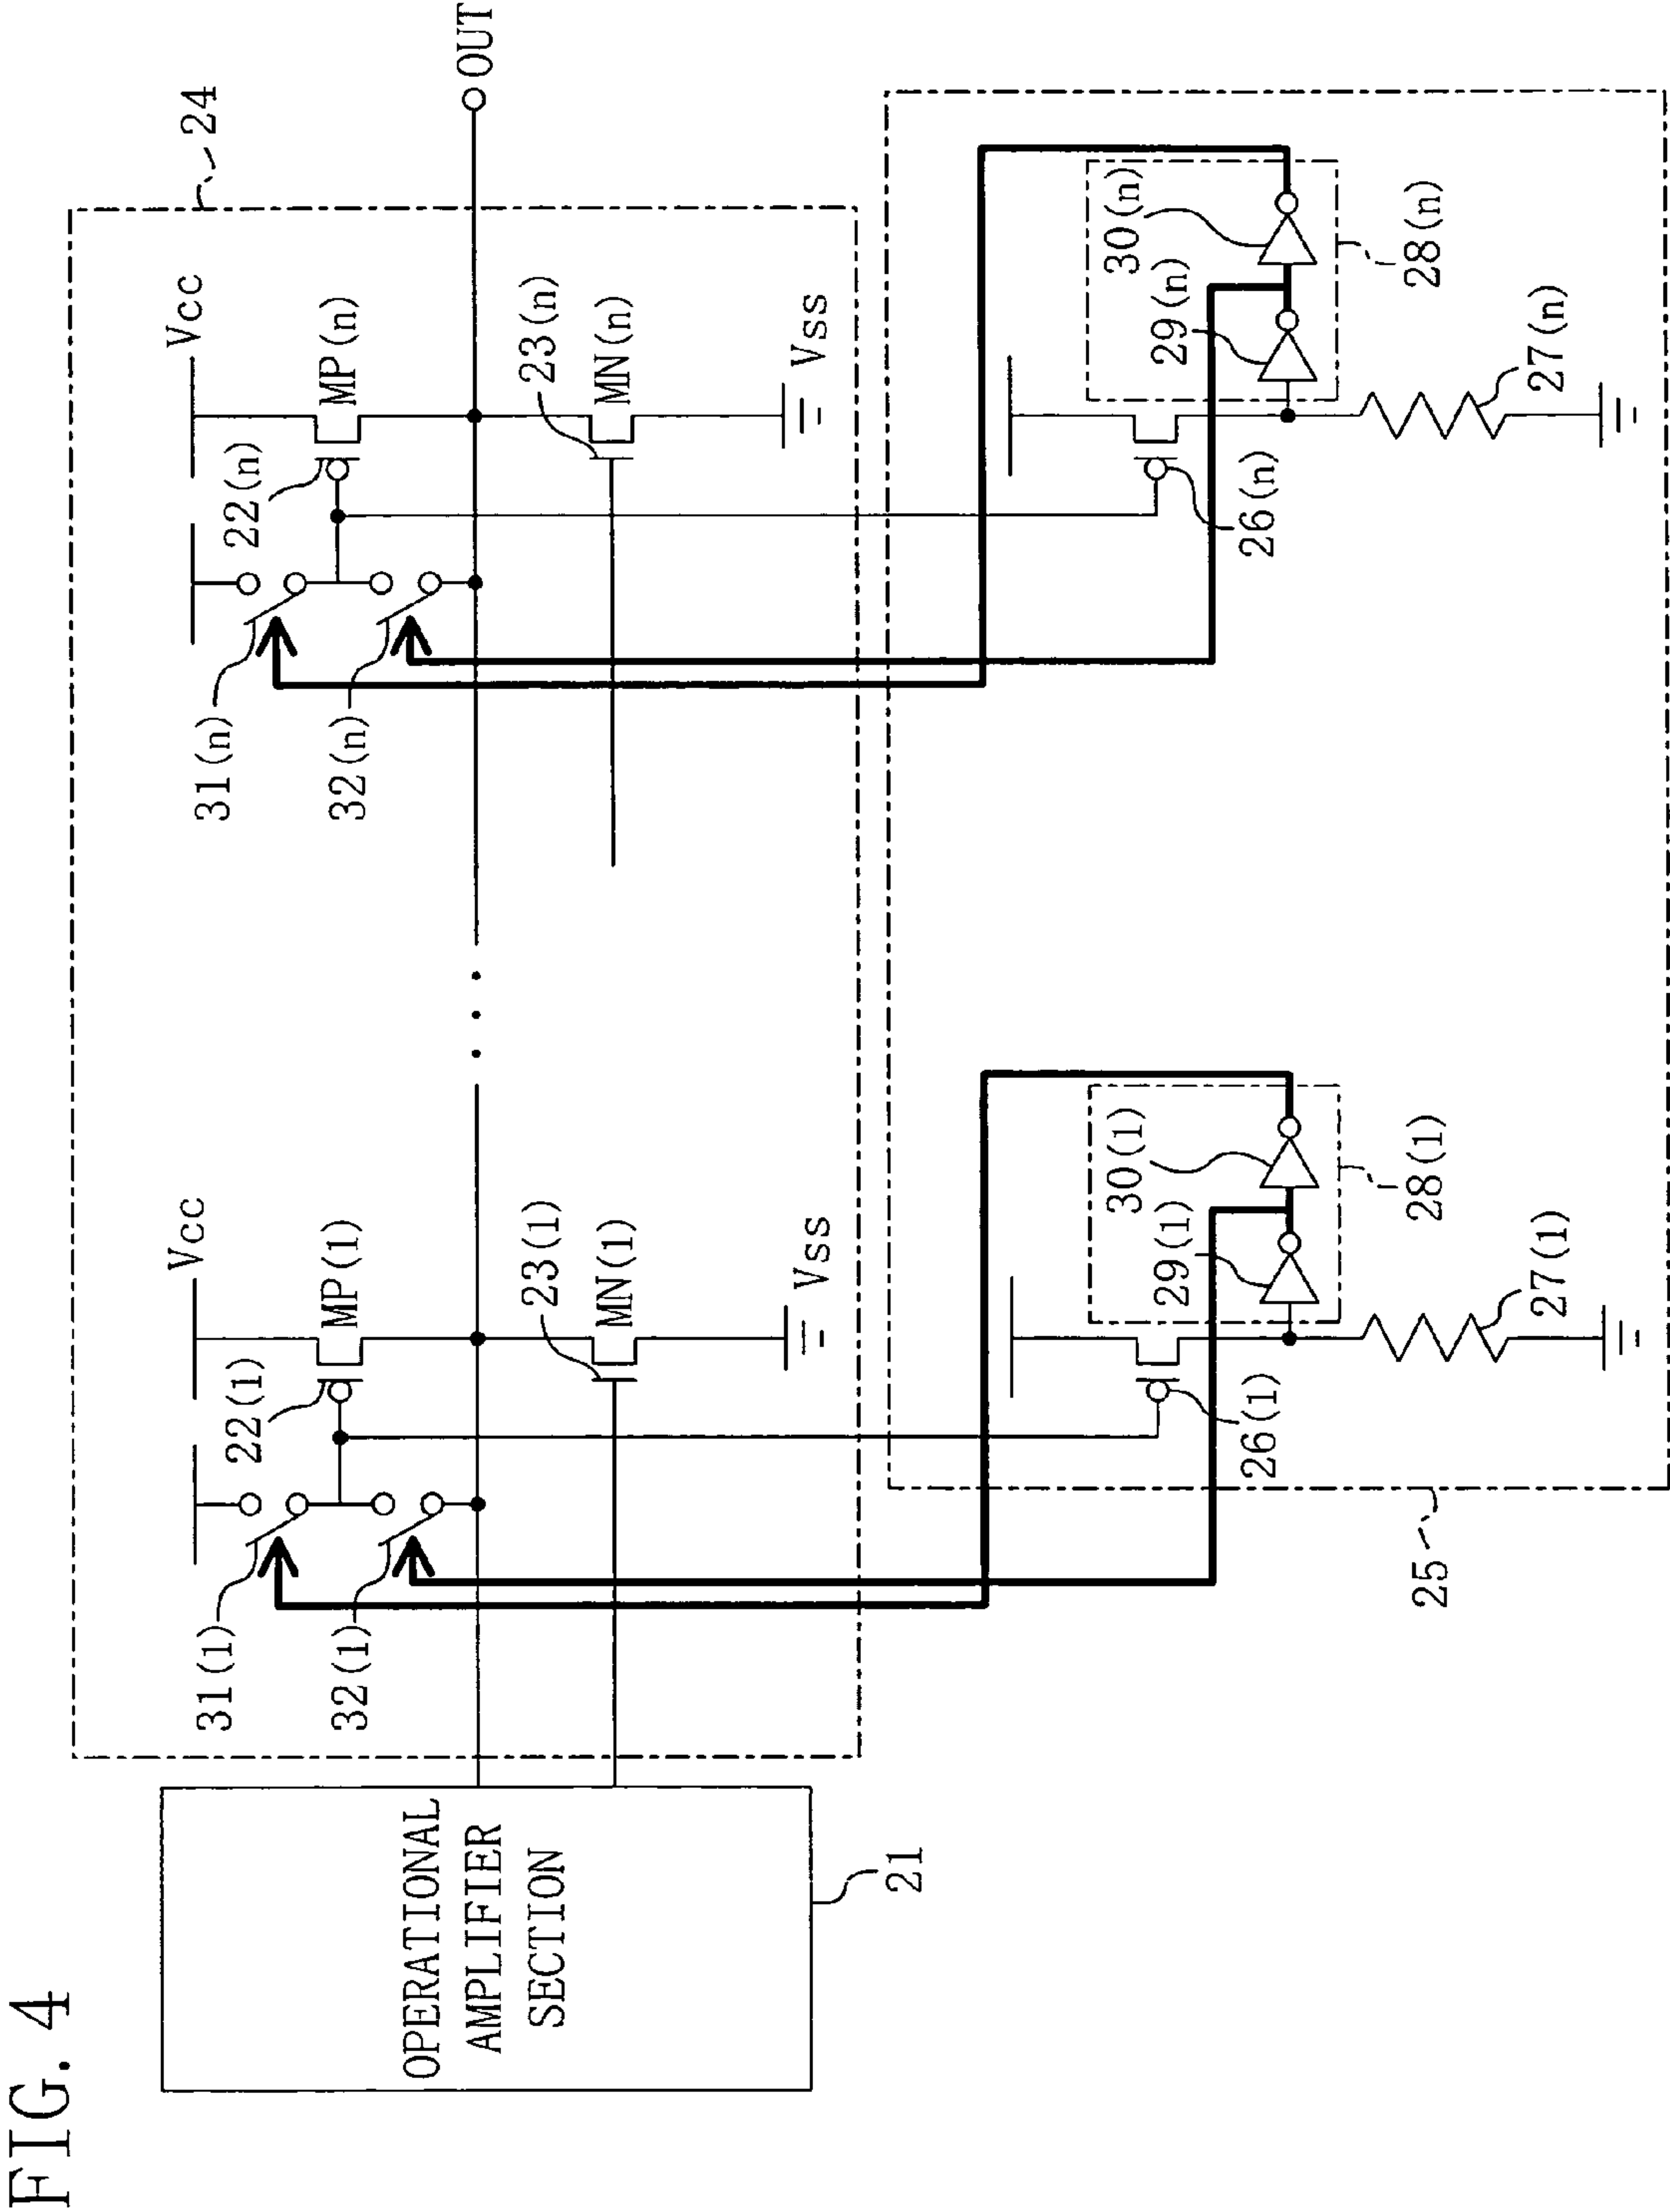 FIG. 4
OPERATIONAL
AMPLIFIER
SECTION
21
24
31(1)
32(1)
Vcc
22(1)
MP(1)
23(1)
MN(1)
Vss
31(n)
32(n)
Vcc
22(n)
MP(n)
23(n)
MN(n)
Vss
OUT
25
26(1)
29(1)
30(1)
28(1)
27(1)
26(n)
29(n)
30(n)
28(n)
27(n)